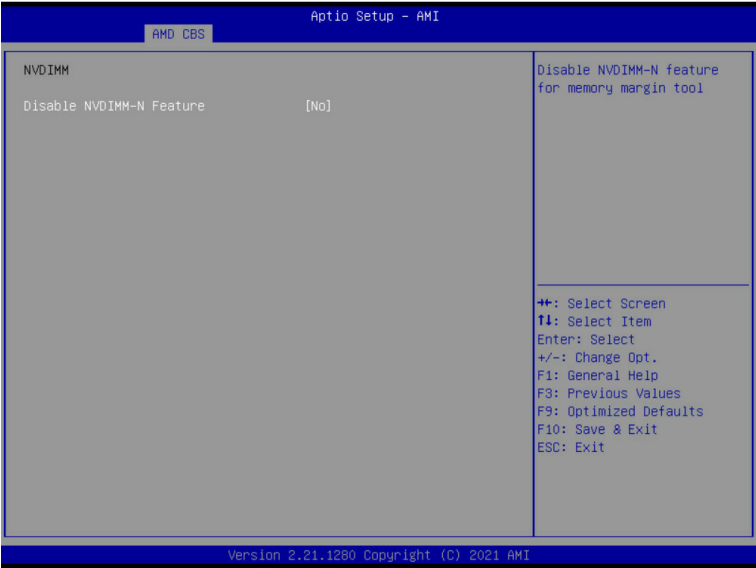 Aptio Setup – AMI
AMD CBS
NVDIMM
Disable NVDIMM-N Feature [No]
Disable NVDIMM-N feature
for memory margin tool
→←: Select Screen
↑↓: Select Item
Enter: Select
+/-: Change Opt.
F1: General Help
F3: Previous Values
F9: Optimized Defaults
F10: Save & Exit
ESC: Exit
Version 2.21.1280 Copyright (C) 2021 AMI